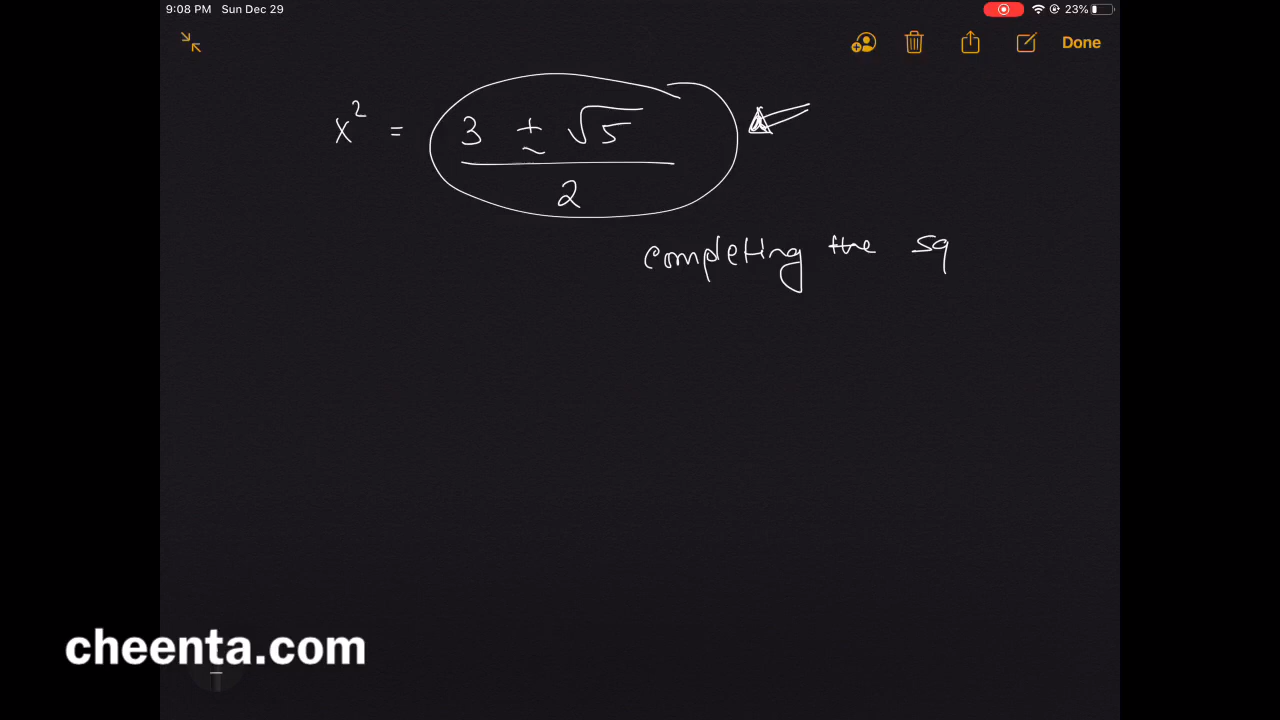 9:08 PM Sun Dec 29
23%
Done
x² = 3 ± √5
2
completing the sq
cheenta.com